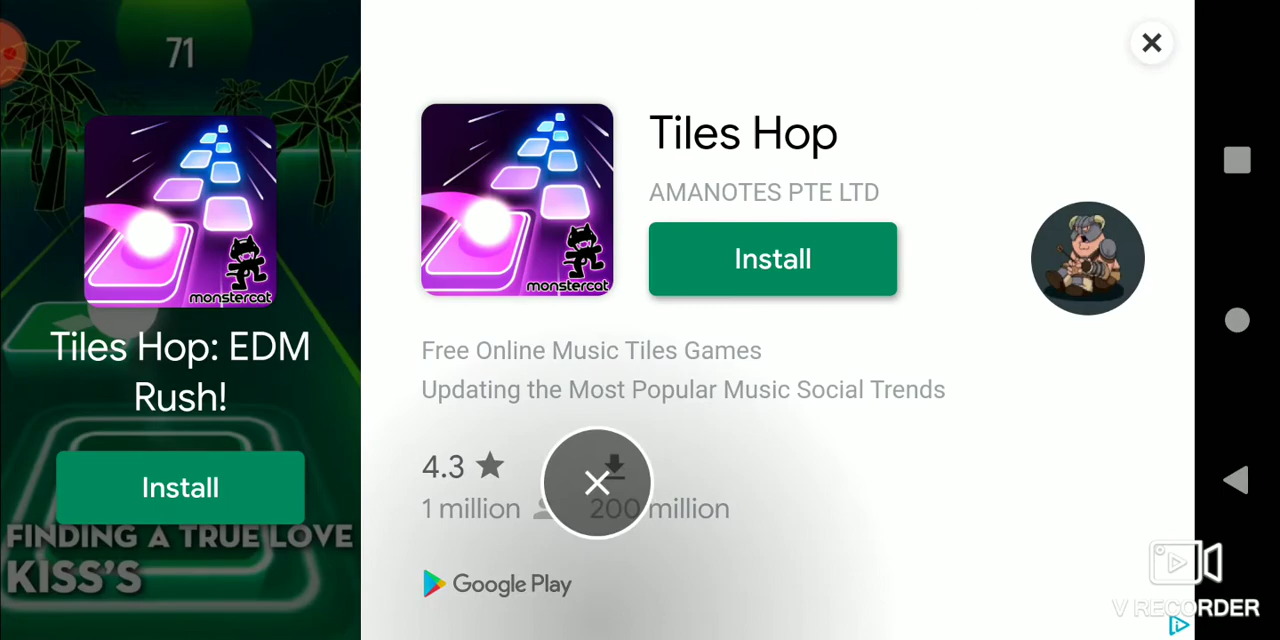 71
monstercat
Tiles Hop: EDM
Rush!
Install
FINDING A TRUE LOVE
KISS'S
Tiles Hop
AMANOTES PTE LTD
Install
monstercat
Free Online Music Tiles Games
Updating the Most Popular Music Social Trends
4.3
1 million
200 million
Google Play
V RECORDER